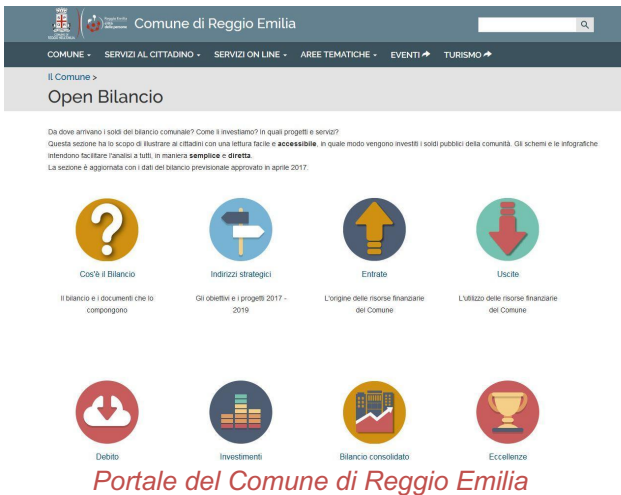 Comune di Reggio Emilia
COMUNE SERVIZI AL CITTADINO SERVIZI ON LINE AREE TEMATICHE EVENTI TURISMO
Il Comune >
Open Bilancio
Da dove arrivano i soldi del bilancio comunale? Come li investiamo? In quali progetti e servizi?
Questa sezione ha lo scopo di illustrare ai cittadini con una lettura facile e accessibile, in quale modo vengono investiti i soldi pubblici della comunità. Gli schemi e le infografiche
intendono facilitare l'analisi a tutti, in maniera semplice e diretta.
La sezione è aggiornata con i dati del bilancio previsionale approvato in aprile 2017.
Cos'è il Bilancio Indirizzi strategici Entrate Uscite
Il bilancio e i documenti che lo Gli obiettivi e i progetti 2017 - L'origine delle risorse finanziarie L'utilizzo delle risorse finanziarie
compongono 2019 del Comune del Comune
Debito Investimenti Bilancio consolidato Eccellenze
Portale del Comune di Reggio Emilia